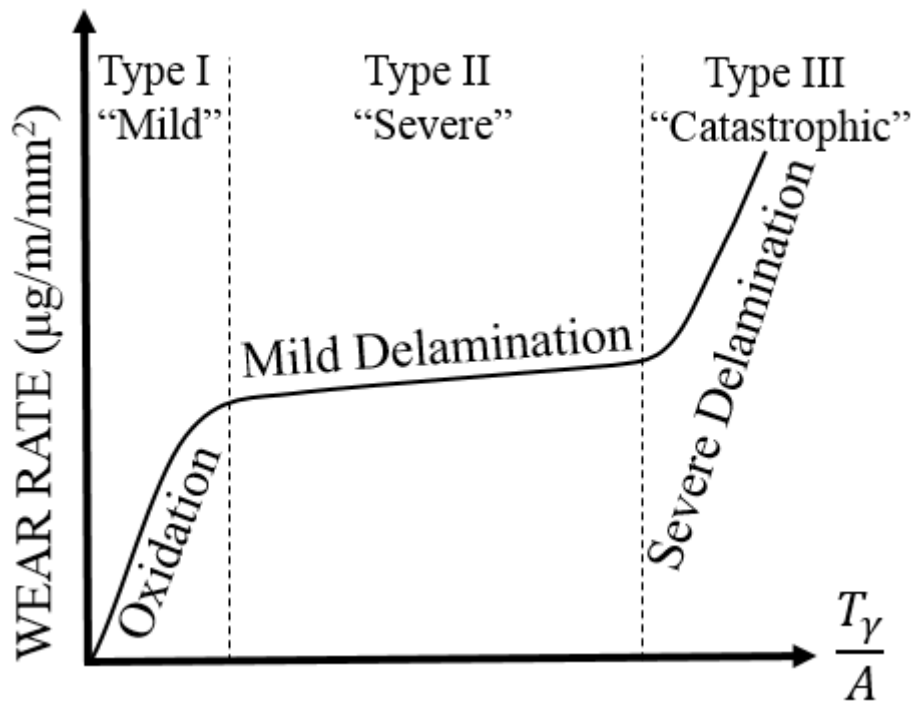 Type I
“Mild”
Type II
“Severe”
Type III
“Catastrophic”
WEAR RATE (μg/m/mm²)
Oxidation
Mild Delamination
Severe Delamination
Tγ
A